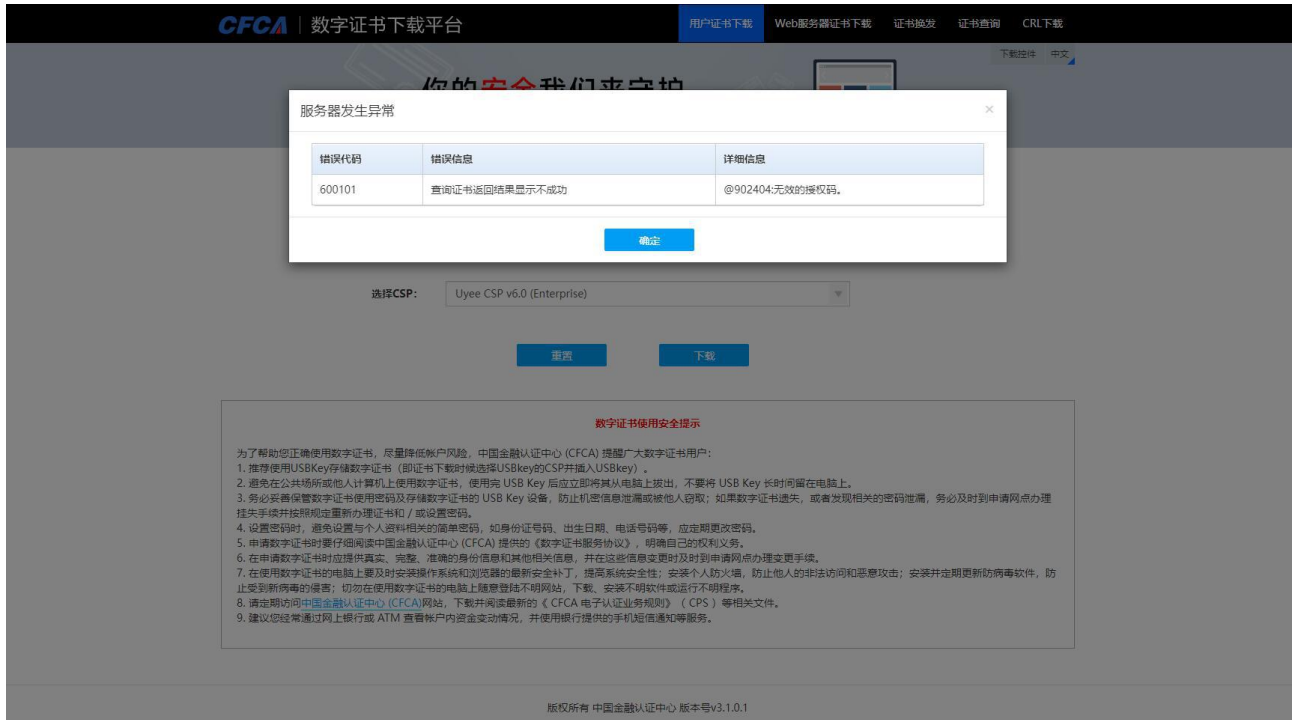 CFCA 数字证书下载平台
用户证书下载 Web服务器证书下载 证书换发 证书查询 CRL下载
下载控件 中文
你的安全我们来守护
服务器发生异常
×
错误代码 错误信息 详细信息
600101 查询证书返回结果显示不成功 @902404:无效的授权码。
确定
选择CSP： Uyee CSP v6.0 (Enterprise)
重置 下载
数字证书使用安全提示
为了帮助您正确使用数字证书，尽量降低帐户风险，中国金融认证中心 (CFCA) 提醒广大数字证书用户：
1. 推荐使用USBKey存储数字证书（即证书下载时候选择USBkey的CSP并插入USBkey）。
2. 避免在公共场所或他人计算机上使用数字证书，使用完 USB Key 后应立即将其从电脑上拔出，不要将 USB Key 长时间留在电脑上。
3. 务必妥善保管数字证书使用密码及存储数字证书的 USB Key 设备，防止机密信息泄漏或被他人窃取；如果数字证书遗失，或者发现相关的密码泄漏，务必及时到申请网点办理
挂失手续并按照规定重新办理证书和 / 或设置密码。
4. 设置密码时，避免设置与个人资料相关的简单密码，如身份证号码、出生日期、电话号码等，应定期更改密码。
5. 申请数字证书时要仔细阅读中国金融认证中心 (CFCA) 提供的《数字证书服务协议》，明确自己的权利义务。
6. 在申请数字证书时应提供真实、完整、准确的身份信息和其他相关信息，并在这些信息变更时及时到申请网点办理变更手续。
7. 在使用数字证书的电脑上要及时安装操作系统和浏览器的最新安全补丁，提高系统安全性；安装个人防火墙，防止他人的非法访问和恶意攻击；安装并定期更新防病毒软件，防
止受到新病毒的侵害；切勿在使用数字证书的电脑上随意登陆不明网站，下载、安装不明软件或运行不明程序。
8. 请定期访问中国金融认证中心 (CFCA)网站，下载并阅读最新的《 CFCA 电子认证业务规则》（ CPS ）等相关文件。
9. 建议您经常通过网上银行或 ATM 查看帐户内资金变动情况，并使用银行提供的手机短信通知等服务。
版权所有 中国金融认证中心 版本号v3.1.0.1